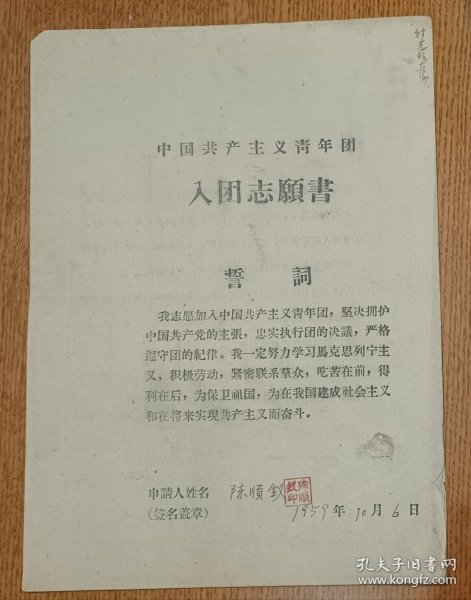 中国共产主义青年团
入团志願書
誓 詞
我志愿加入中国共产主义青年团，坚决拥护
中国共产党的主張，忠实执行团的决議，严格
遵守团的紀律。我一定努力学习馬克思列宁主
义，积极劳动，紧密联系羣众，吃苦在前，得
利在后，为保卫祖国，为在我国建成社会主义
和在将来实现共产主义而奋斗。
申請人姓名 陈順釵
(签名盖章) 1959年10月6日
孔夫子旧书网
www.kongfz.com